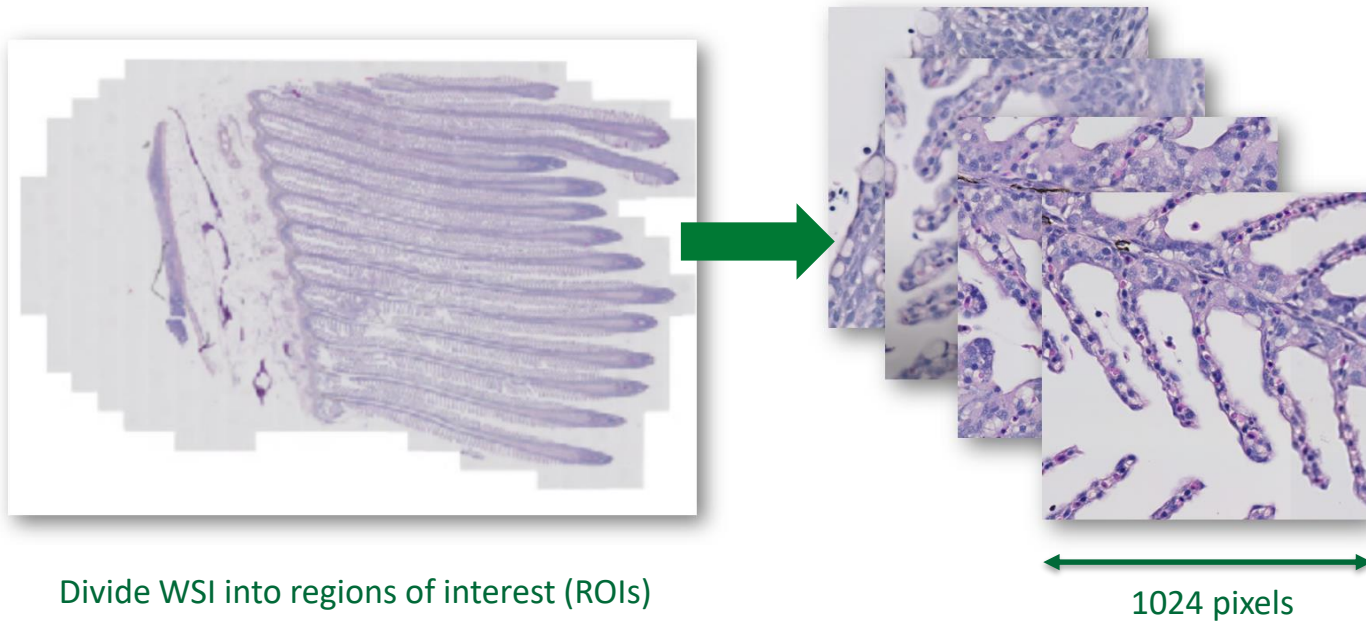 Divide WSI into regions of interest (ROIs)
1024 pixels